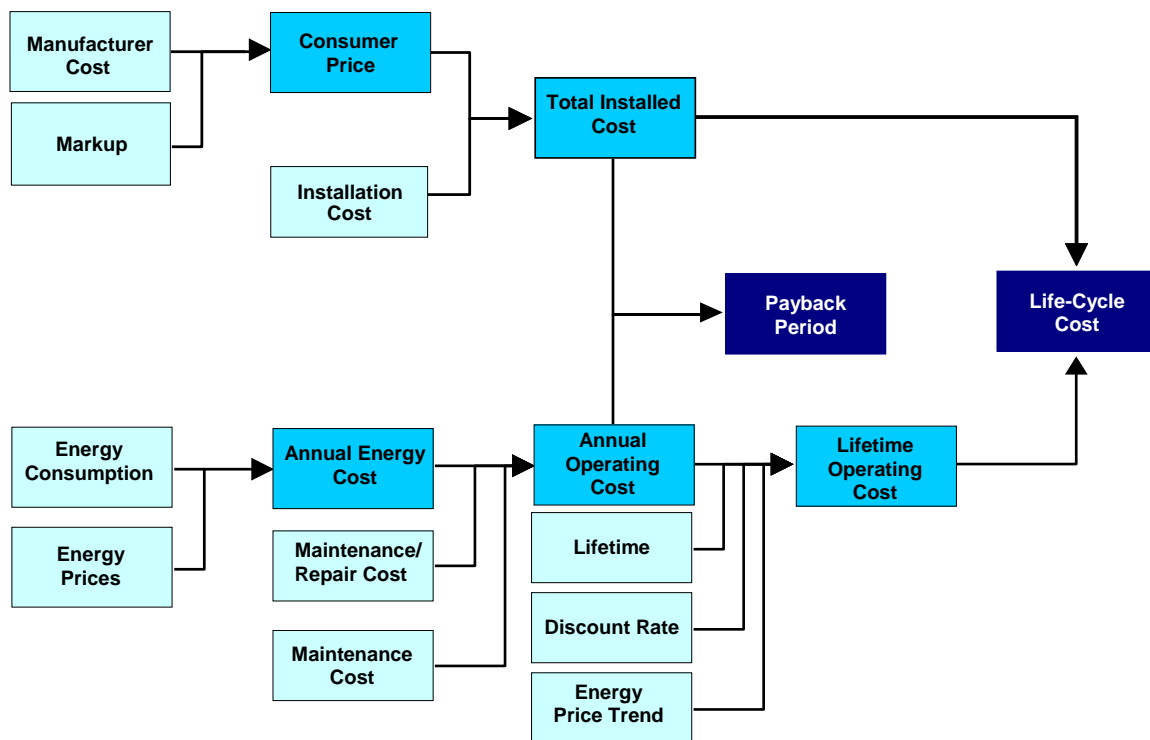 Manufacturer
Cost
Markup
Consumer
Price
Installation
Cost
Total Installed
Cost
Payback
Period
Life-Cycle
Cost
Energy
Consumption
Energy
Prices
Annual Energy
Cost
Maintenance/
Repair Cost
Maintenance
Cost
Annual
Operating
Cost
Lifetime
Discount Rate
Energy
Price Trend
Lifetime
Operating
Cost